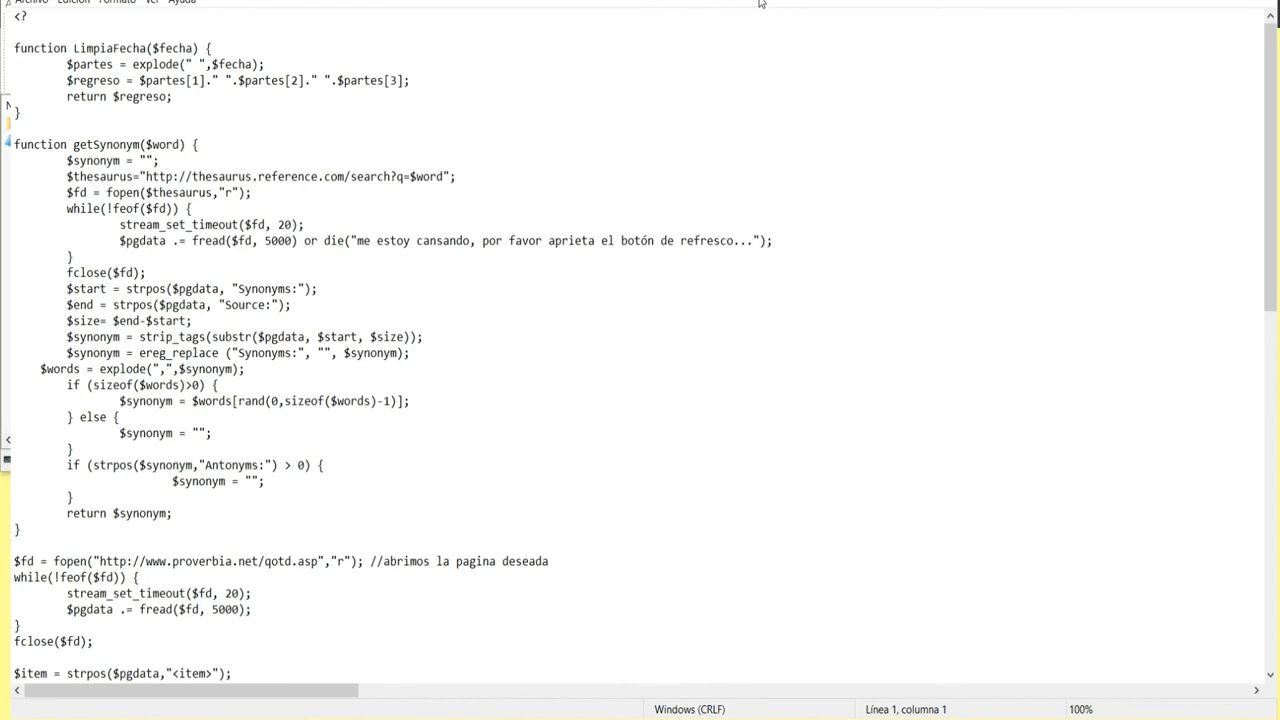 Archivo Edición Formato Ver Ayuda
<?
function LimpiaFecha($fecha) {
$partes = explode(" ",$fecha);
$regreso = $partes[1]." ".$partes[2]." ".$partes[3];
return $regreso;
}
function getSynonym($word) {
$synonym = "";
$thesaurus="http://thesaurus.reference.com/search?q=$word";
$fd = fopen($thesaurus,"r");
while(!feof($fd)) {
stream_set_timeout($fd, 20);
$pgdata .= fread($fd, 5000) or die("me estoy cansando, por favor aprieta el botón de refresco...");
}
fclose($fd);
$start = strpos($pgdata, "Synonyms:");
$end = strpos($pgdata, "Source:");
$size= $end-$start;
$synonym = strip_tags(substr($pgdata, $start, $size));
$synonym = ereg_replace ("Synonyms:", "", $synonym);
$words = explode(",",$synonym);
if (sizeof($words)>0) {
$synonym = $words[rand(0,sizeof($words)-1)];
} else {
$synonym = "";
}
if (strpos($synonym,"Antonyms:") > 0) {
$synonym = "";
}
return $synonym;
}
$fd = fopen("http://www.proverbia.net/qotd.asp","r"); //abrimos la pagina deseada
while(!feof($fd)) {
stream_set_timeout($fd, 20);
$pgdata .= fread($fd, 5000);
}
fclose($fd);
$item = strpos($pgdata,"<item>");
Windows (CRLF) Línea 1, columna 1 100%